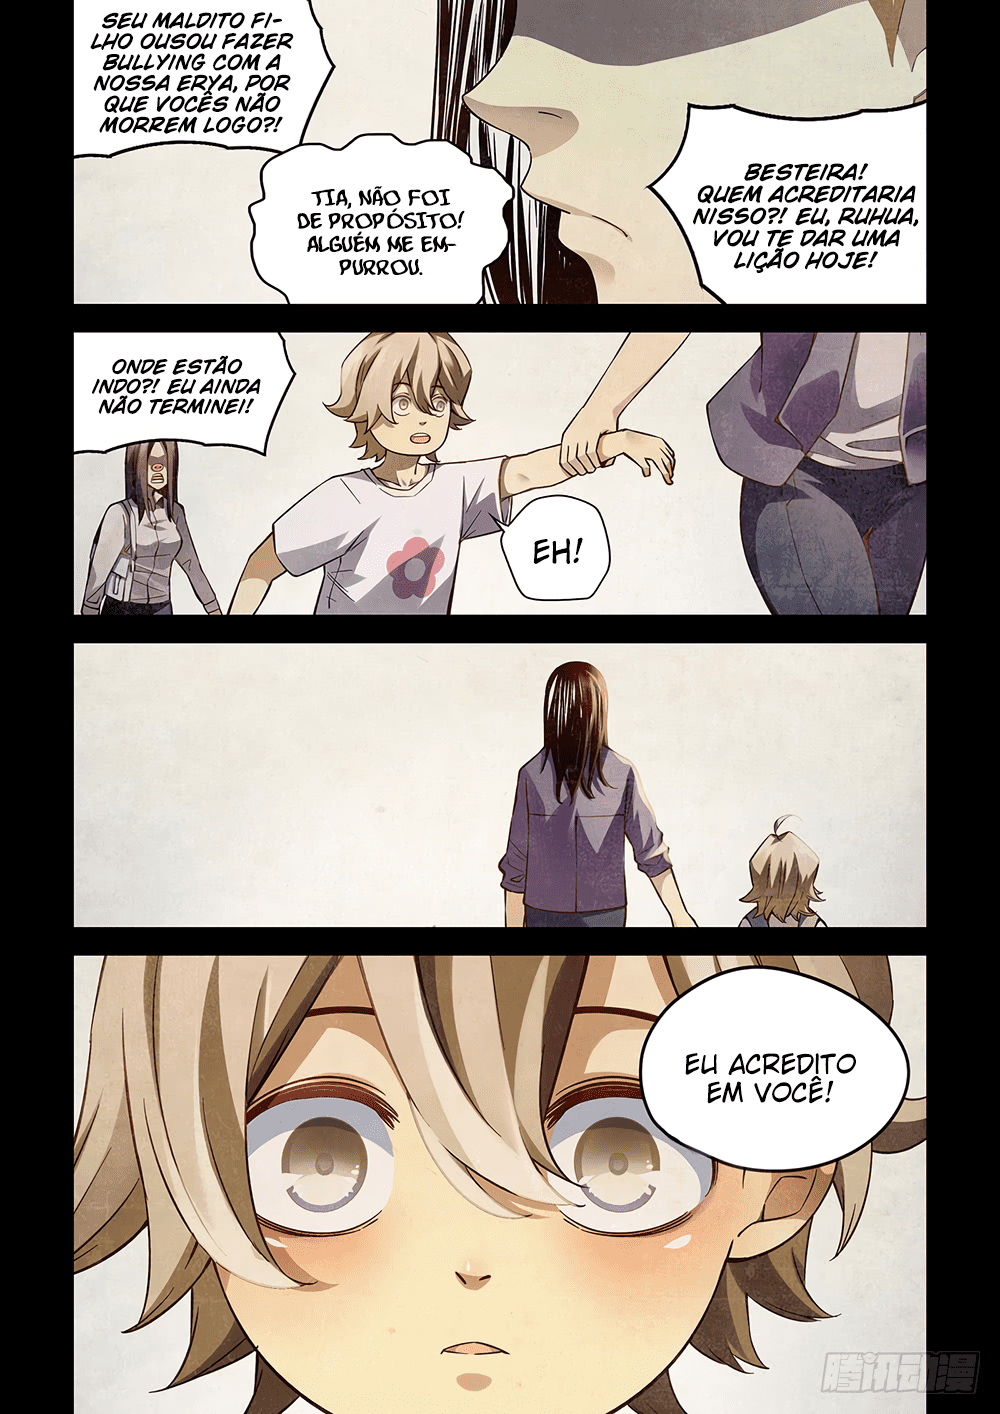 SEU MALDITO FI-
LHO OUSOU FAZER
BULLYING COM A
NOSSA ERYA, POR
QUE VOCÊS NÃO
MORREM LOGO?!
TIA, NÃO FOI
DE PROPÓSITO!
ALGUÉM ME EM-
PURROU.
BESTEIRA!
QUEM ACREDITARIA
NISSO?! EU, RUHUA,
VOU TE DAR UMA
LIÇÃO HOJE!
ONDE ESTÃO
INDO?! EU AINDA
NÃO TERMINEI!
EH!
EU ACREDITO
EM VOCÊ!
腾讯动漫